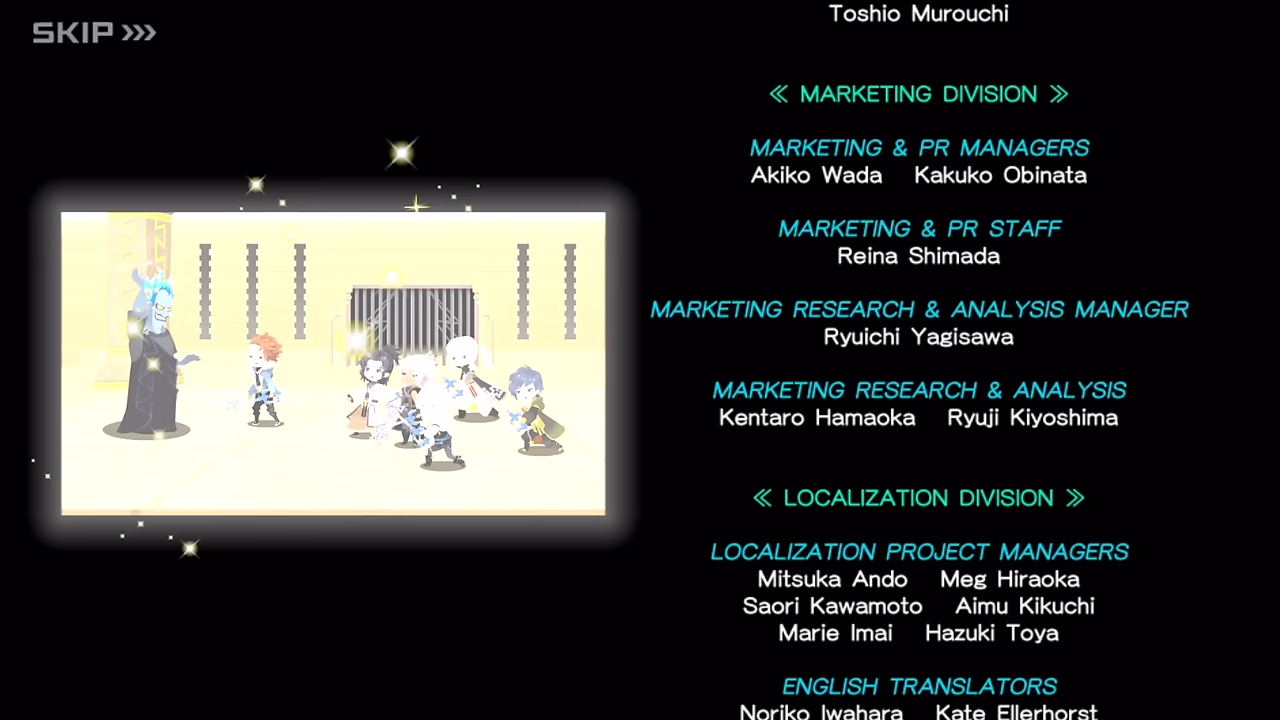 SKIP >>>
Toshio Murouchi
≪ MARKETING DIVISION ≫
MARKETING & PR MANAGERS
Akiko Wada Kakuko Obinata
MARKETING & PR STAFF
Reina Shimada
MARKETING RESEARCH & ANALYSIS MANAGER
Ryuichi Yagisawa
MARKETING RESEARCH & ANALYSIS
Kentaro Hamaoka Ryuji Kiyoshima
≪ LOCALIZATION DIVISION ≫
LOCALIZATION PROJECT MANAGERS
Mitsuka Ando Meg Hiraoka
Saori Kawamoto Aimu Kikuchi
Marie Imai Hazuki Toya
ENGLISH TRANSLATORS
Noriko Iwahara Kate Ellerhorst